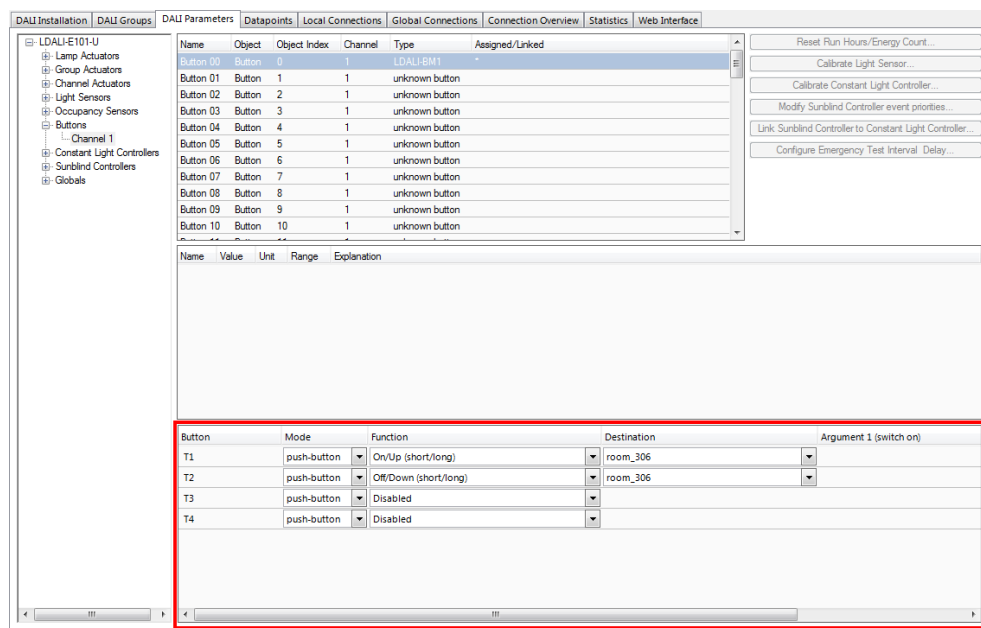 DALI Installation DALI Groups DALI Parameters Datapoints Local Connections Global Connections Connection Overview Statistics Web Interface
LDALI-E101-U
Lamp Actuators
Group Actuators
Channel Actuators
Light Sensors
Occupancy Sensors
Buttons
Channel 1
Constant Light Controllers
Sunblind Controllers
Globals
Name Object Object Index Channel Type Assigned/Linked
Button 00 Button 0 1 LDALI-BM1 *
Button 01 Button 1 1 unknown button
Button 02 Button 2 1 unknown button
Button 03 Button 3 1 unknown button
Button 04 Button 4 1 unknown button
Button 05 Button 5 1 unknown button
Button 06 Button 6 1 unknown button
Button 07 Button 7 1 unknown button
Button 08 Button 8 1 unknown button
Button 09 Button 9 1 unknown button
Button 10 Button 10 1 unknown button
Reset Run Hours/Energy Count...
Calibrate Light Sensor...
Calibrate Constant Light Controller...
Modify Sunblind Controller event priorities...
Link Sunblind Controller to Constant Light Controller...
Configure Emergency Test Interval Delay...
Name Value Unit Range Explanation
Button Mode Function Destination Argument 1 (switch on)
T1 push-button On/Up (short/long) room_306
T2 push-button Off/Down (short/long) room_306
T3 push-button Disabled
T4 push-button Disabled